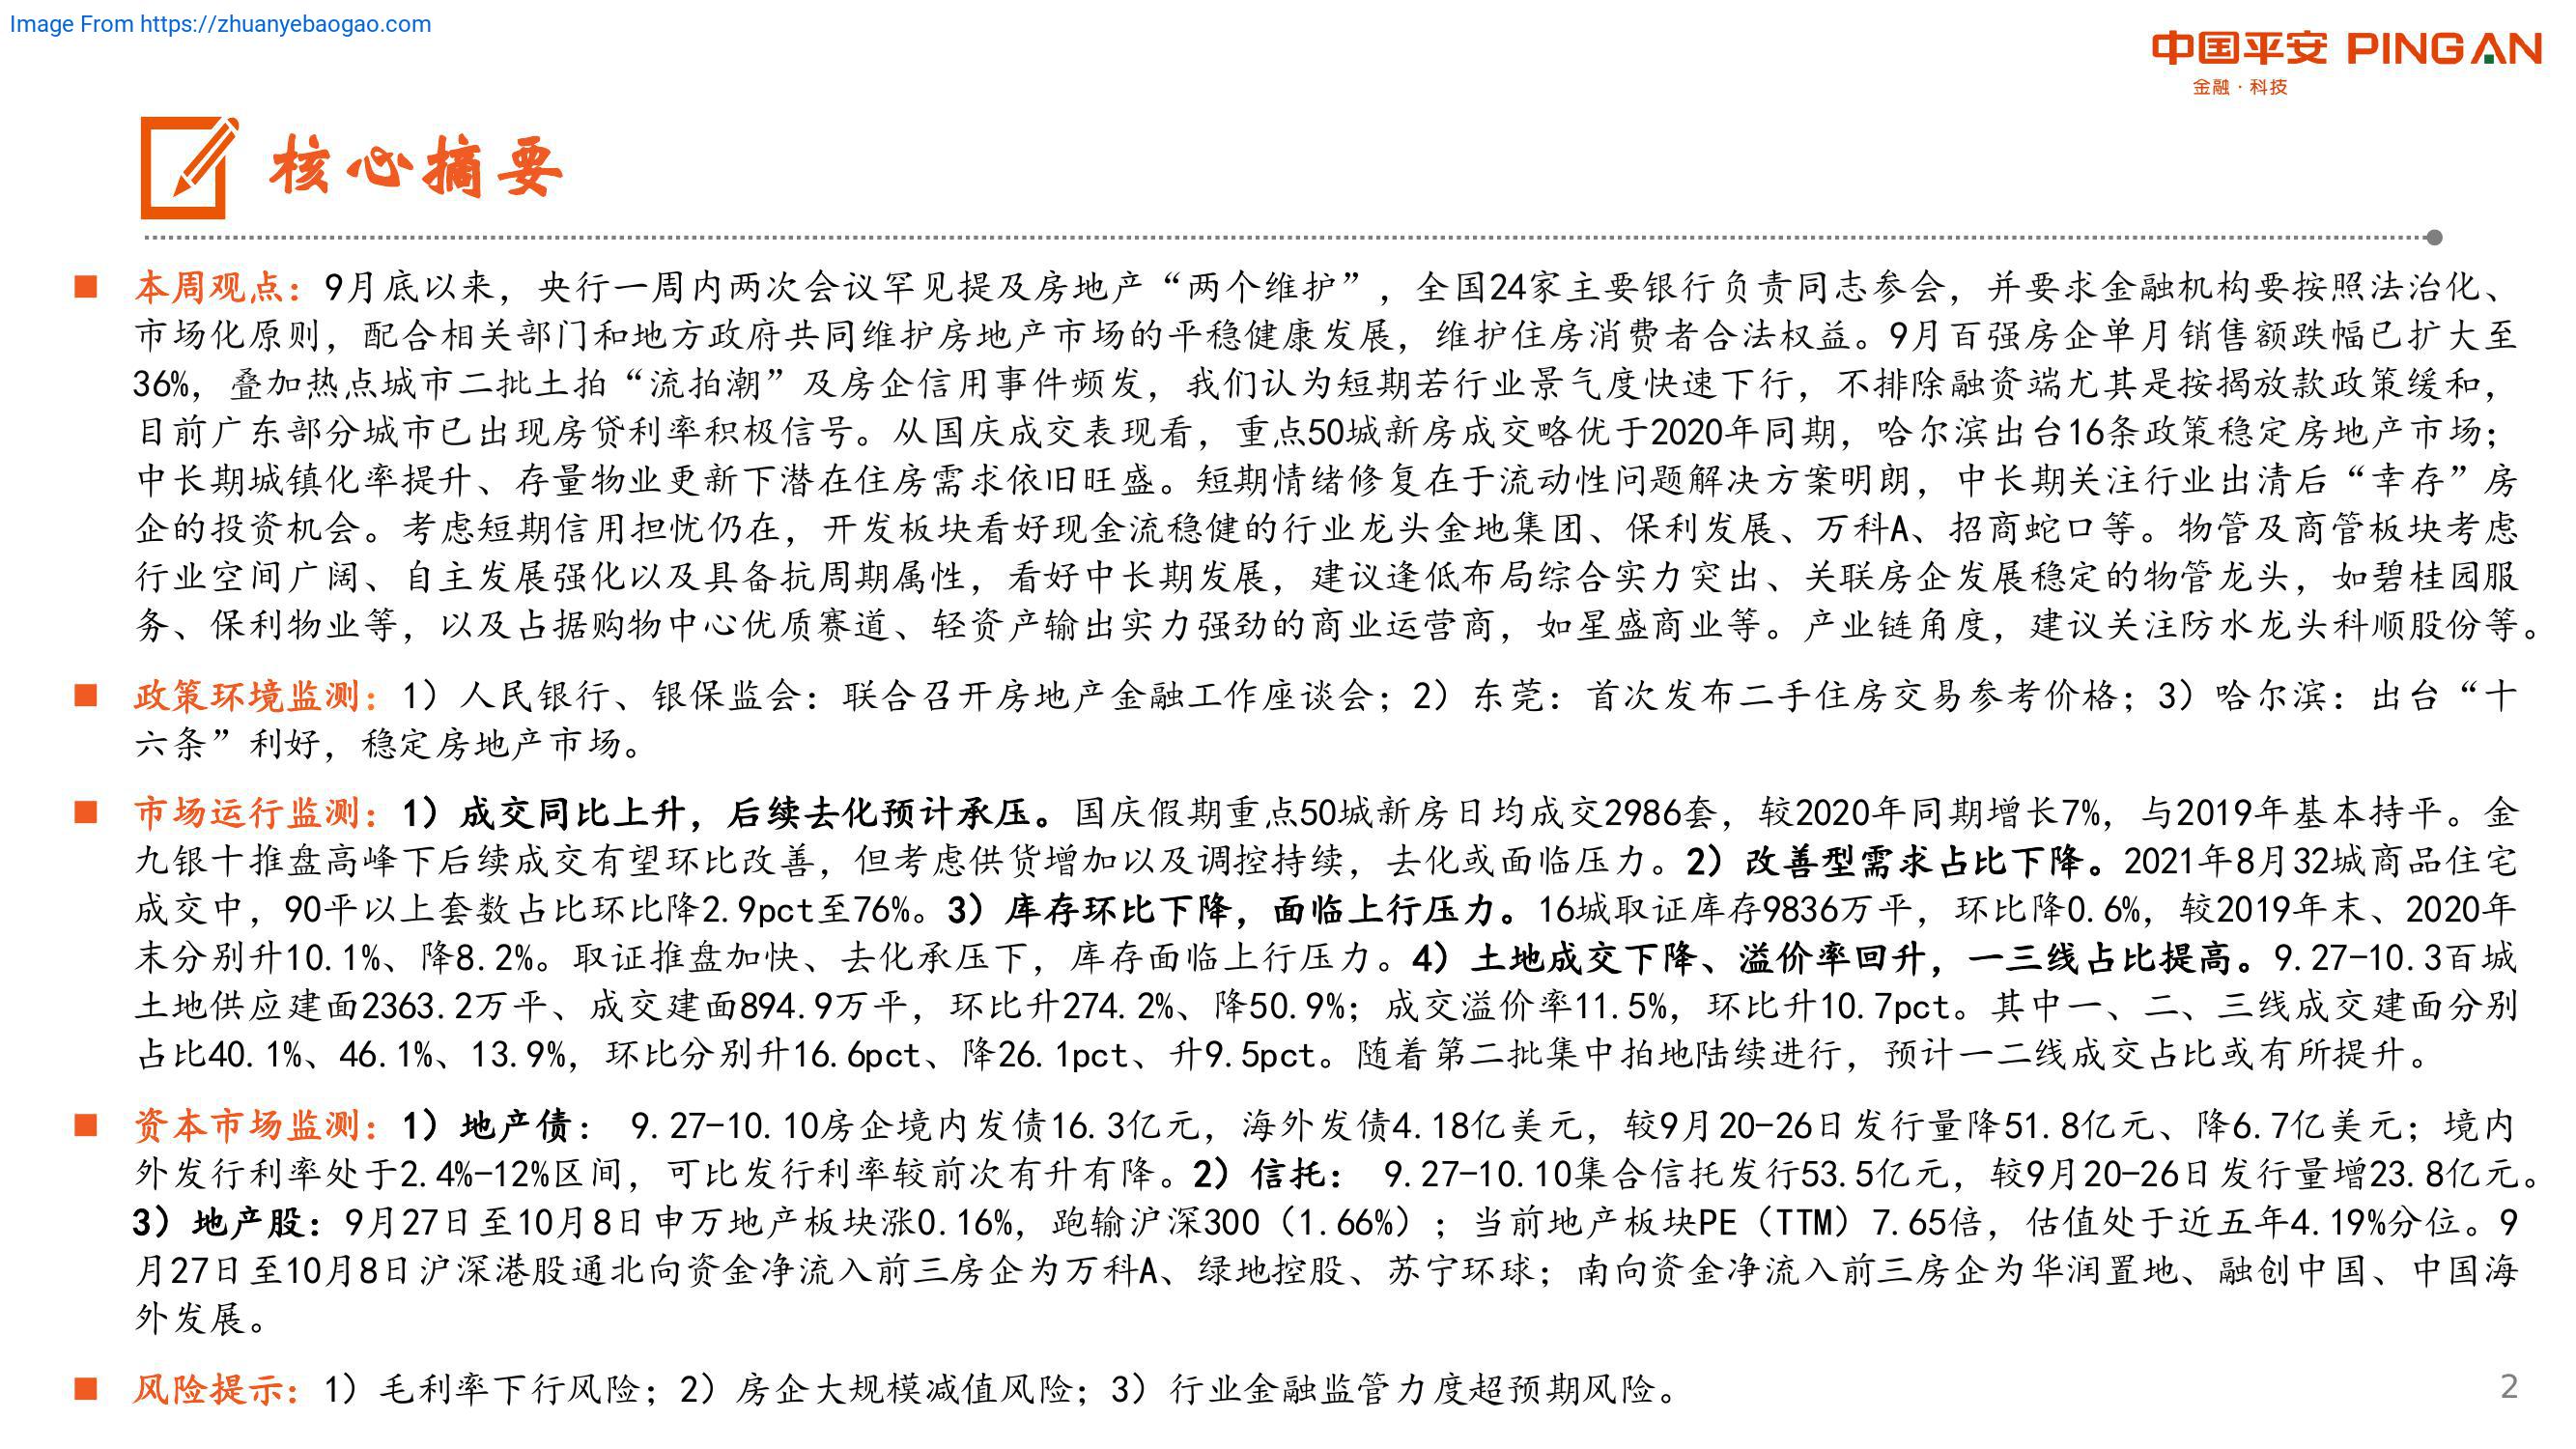 Image From https://zhuanyebaogao.com
中国平安 PINGAN
金融·科技
核心摘要
本周观点：9月底以来，央行一周内两次会议罕见提及房地产“两个维护”，全国24家主要银行负责同志参会，并要求金融机构要按照法治化、
市场化原则，配合相关部门和地方政府共同维护房地产市场的平稳健康发展，维护住房消费者合法权益。9月百强房企单月销售额跌幅已扩大至
36%，叠加热点城市二批土拍“流拍潮”及房企信用事件频发，我们认为短期若行业景气度快速下行，不排除融资端尤其是按揭放款政策缓和，
目前广东部分城市已出现房贷利率积极信号。从国庆成交表现看，重点50城新房成交略优于2020年同期，哈尔滨出台16条政策稳定房地产市场；
中长期城镇化率提升、存量物业更新下潜在住房需求依旧旺盛。短期情绪修复在于流动性问题解决方案明朗，中长期关注行业出清后“幸存”房
企的投资机会。考虑短期信用担忧仍在，开发板块看好现金流稳健的行业龙头金地集团、保利发展、万科A、招商蛇口等。物管及商管板块考虑
行业空间广阔、自主发展强化以及具备抗周期属性，看好中长期发展，建议逢低布局综合实力突出、关联房企发展稳定的物管龙头，如碧桂园服
务、保利物业等，以及占据购物中心优质赛道、轻资产输出实力强劲的商业运营商，如星盛商业等。产业链角度，建议关注防水龙头科顺股份等。
政策环境监测：1）人民银行、银保监会：联合召开房地产金融工作座谈会；2）东莞：首次发布二手住房交易参考价格；3）哈尔滨：出台“十
六条”利好，稳定房地产市场。
市场运行监测：1）成交同比上升，后续去化预计承压。国庆假期重点50城新房日均成交2986套，较2020年同期增长7%，与2019年基本持平。金
九银十推盘高峰下后续成交有望环比改善，但考虑供货增加以及调控持续，去化或面临压力。2）改善型需求占比下降。2021年8月32城商品住宅
成交中，90平以上套数占比环比降2.9pct至76%。3）库存环比下降，面临上行压力。16城取证库存9836万平，环比降0.6%，较2019年末、2020年
末分别升10.1%、降8.2%。取证推盘加快、去化承压下，库存面临上行压力。4）土地成交下降、溢价率回升，一三线占比提高。9.27-10.3百城
土地供应建面2363.2万平、成交建面894.9万平，环比升274.2%、降50.9%；成交溢价率11.5%，环比升10.7pct。其中一、二、三线成交建面分别
占比40.1%、46.1%、13.9%，环比分别升16.6pct、降26.1pct、升9.5pct。随着第二批集中拍地陆续进行，预计一二线成交占比或有所提升。
资本市场监测：1）地产债： 9.27-10.10房企境内发债16.3亿元，海外发债4.18亿美元，较9月20-26日发行量降51.8亿元、降6.7亿美元；境内
外发行利率处于2.4%-12%区间，可比发行利率较前次有升有降。2）信托： 9.27-10.10集合信托发行53.5亿元，较9月20-26日发行量增23.8亿元。
3）地产股：9月27日至10月8日申万地产板块涨0.16%，跑输沪深300（1.66%）；当前地产板块PE（TTM）7.65倍，估值处于近五年4.19%分位。9
月27日至10月8日沪深港股通北向资金净流入前三房企为万科A、绿地控股、苏宁环球；南向资金净流入前三房企为华润置地、融创中国、中国海
外发展。
风险提示：1）毛利率下行风险；2）房企大规模减值风险；3）行业金融监管力度超预期风险。
2